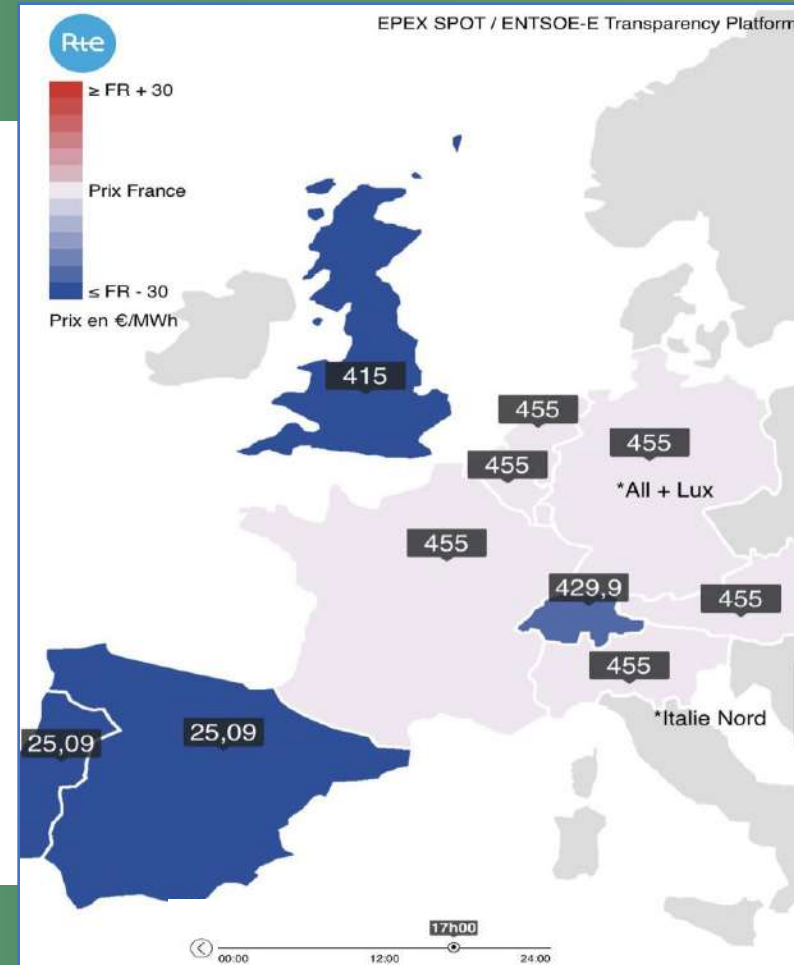 EPEX SPOT / ENTSOE-E Transparency Platform
Rte
≥ FR + 30
Prix France
≤ FR - 30
Prix en €/MWh
415
455
455
455
*All + Lux
455
429,9
455
455
*Italie Nord
25,09
25,09
17h00
00:00
12:00
24:00